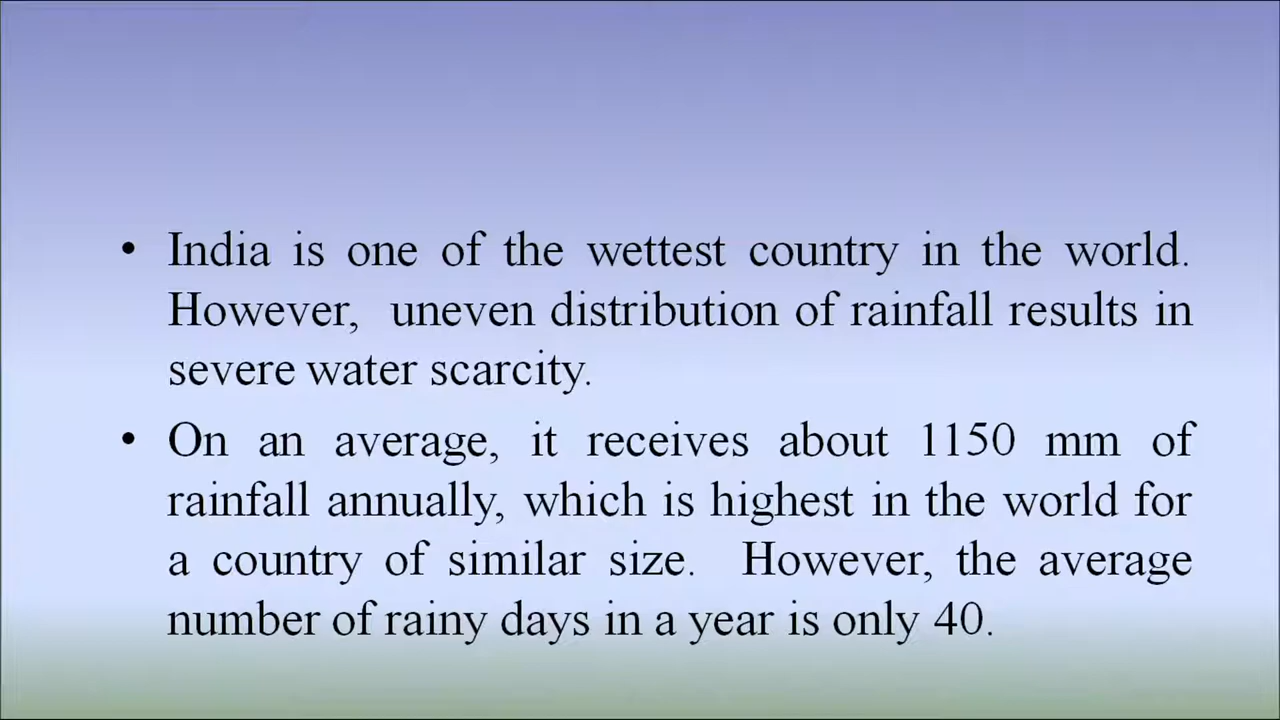 • India is one of the wettest country in the world.
However, uneven distribution of rainfall results in
severe water scarcity.
• On an average, it receives about 1150 mm of
rainfall annually, which is highest in the world for
a country of similar size. However, the average
number of rainy days in a year is only 40.